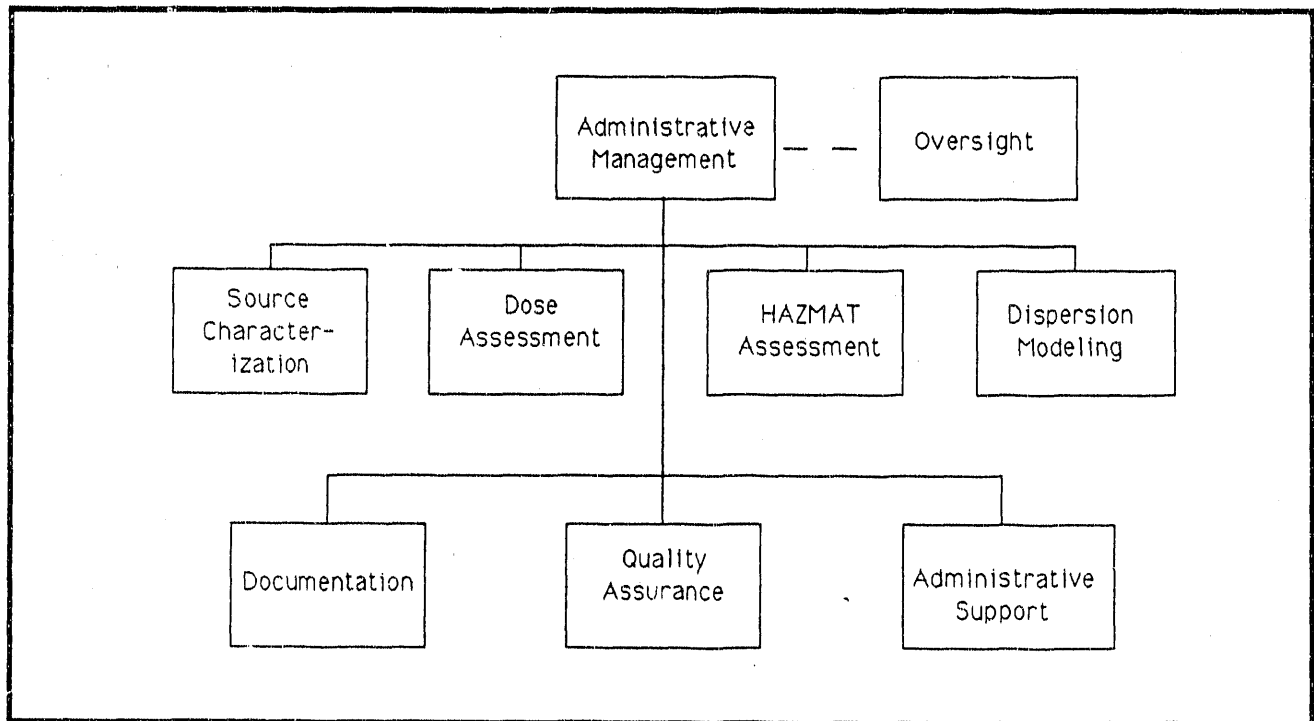 Administrative
Management
Oversight
Source
Character-
ization
Dose
Assessment
HAZMAT
Assessment
Dispersion
Modeling
Documentation
Quality
Assurance
Administrative
Support